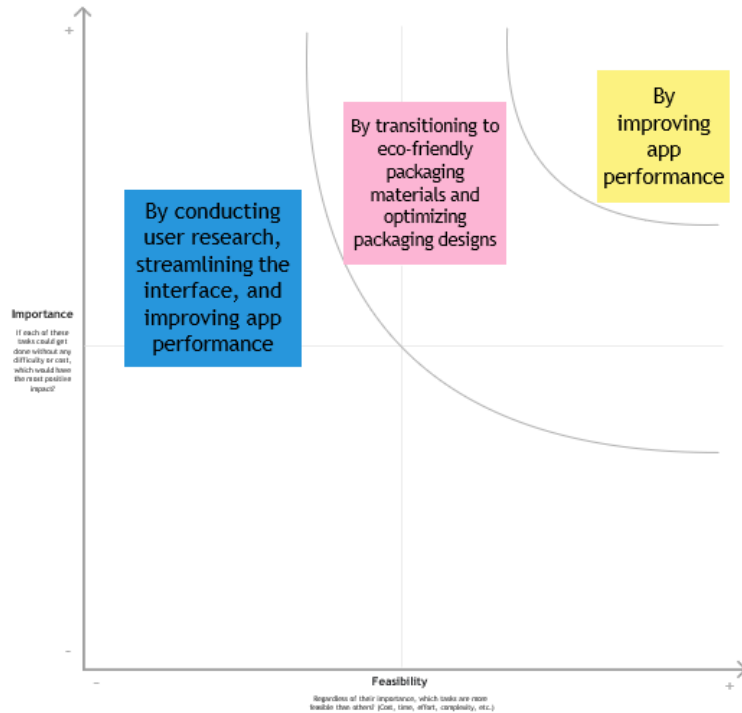 +
By
improving
app
performance
By transitioning to
eco-friendly
packaging
materials and
optimizing
packaging designs
By conducting
user research,
streamlining the
interface, and
improving app
performance
Importance
If each of these
tasks could get
done without any
difficulty or cost,
which would have
the most positive
impact?
-
-
Feasibility
+
Regardless of their importance, which tasks are more
feasible than others? (Cost, time, effort, complexity, etc.)